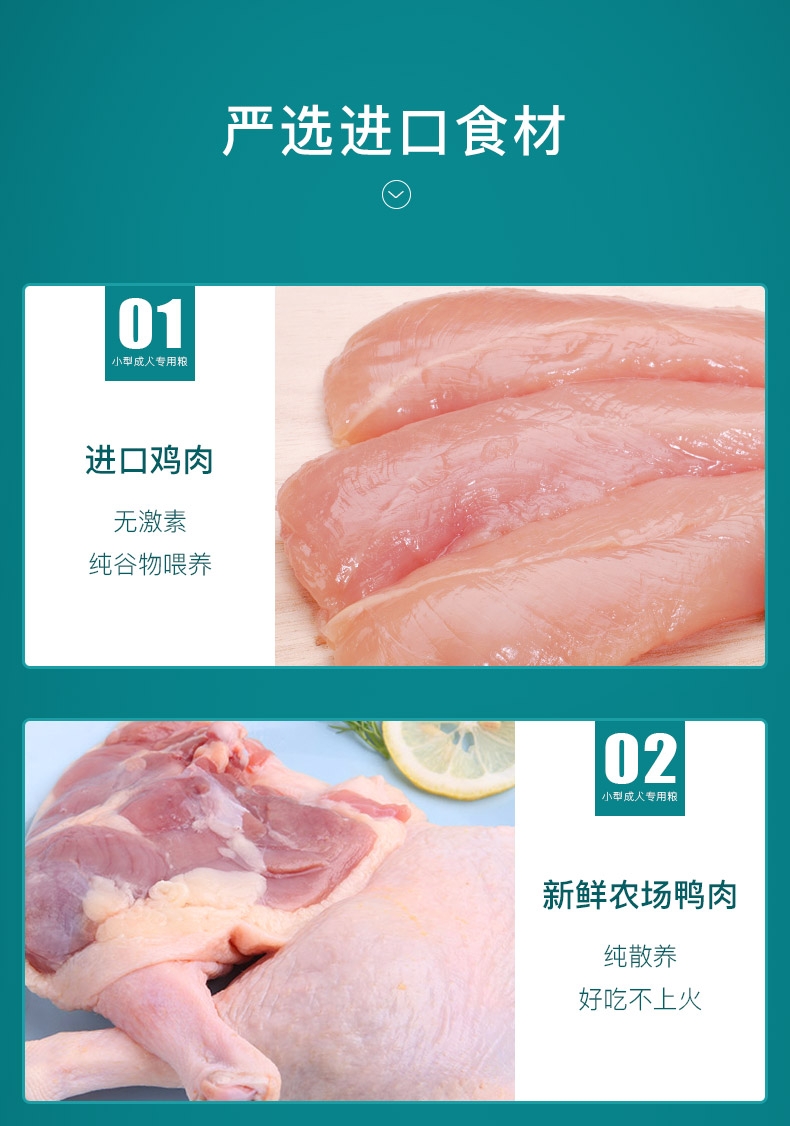 严选进口食材
01
小型成犬专用粮
进口鸡肉
无激素
纯谷物喂养
02
小型成犬专用粮
新鲜农场鸭肉
纯散养
好吃不上火